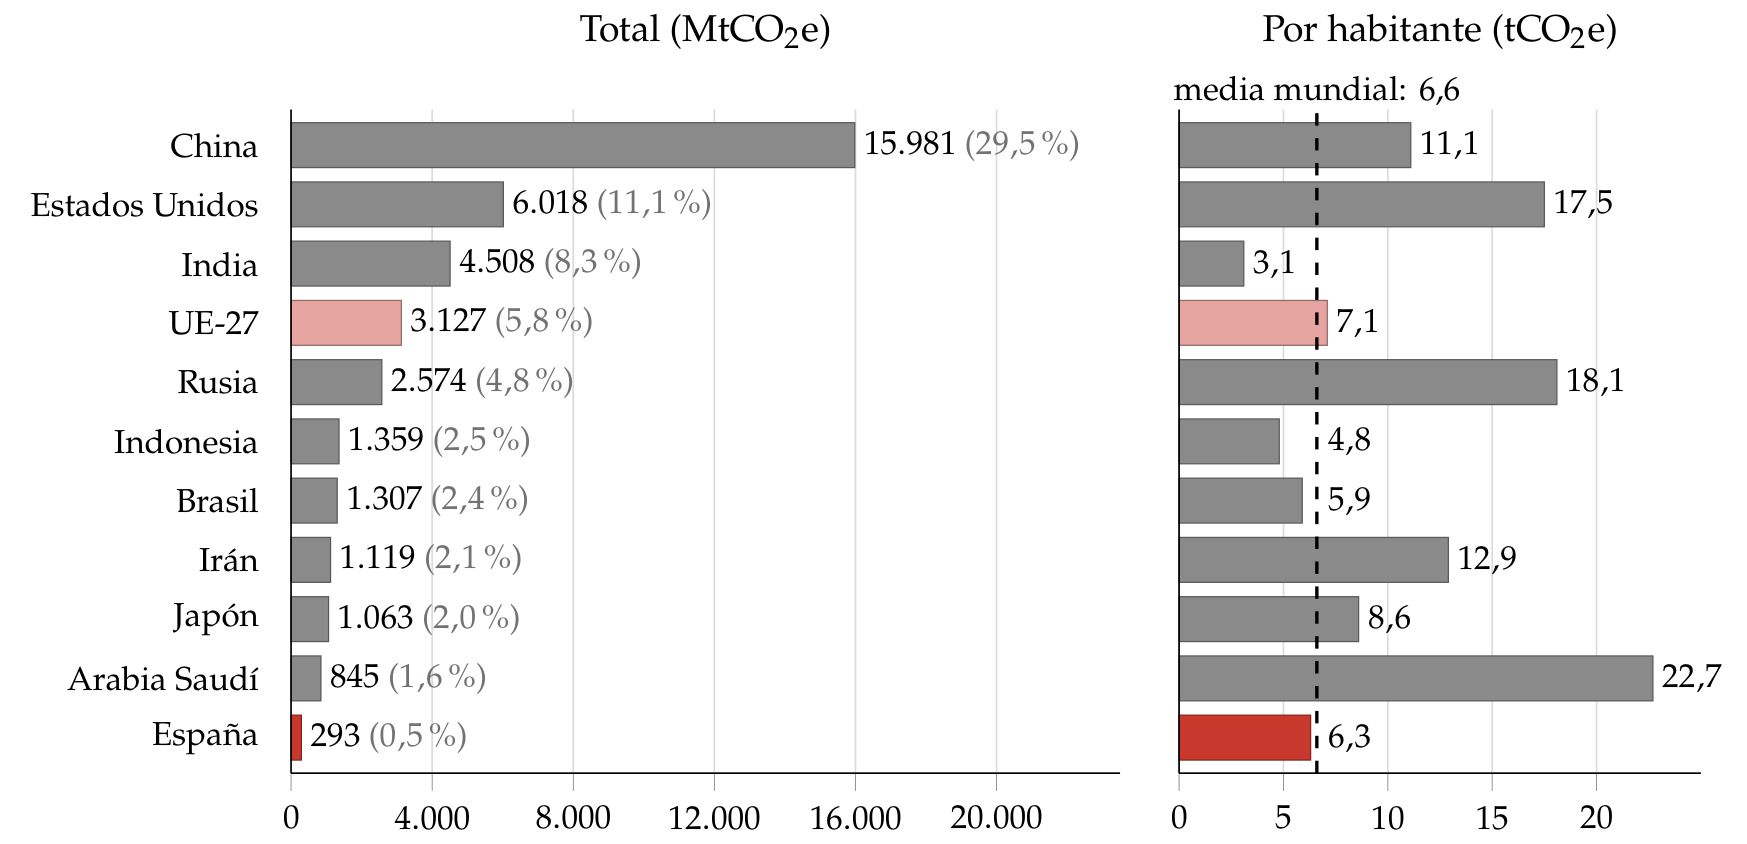 Total (MtCO₂e)
Por habitante (tCO₂e)
media mundial: 6,6
China 15.981 (29,5 %) 11,1
Estados Unidos 6.018 (11,1 %) 17,5
India 4.508 (8,3 %) 3,1
UE-27 3.127 (5,8 %) 7,1
Rusia 2.574 (4,8 %) 18,1
Indonesia 1.359 (2,5 %) 4,8
Brasil 1.307 (2,4 %) 5,9
Irán 1.119 (2,1 %) 12,9
Japón 1.063 (2,0 %) 8,6
Arabia Saudí 845 (1,6 %) 22,7
España 293 (0,5 %) 6,3
0 4.000 8.000 12.000 16.000 20.000
0 5 10 15 20